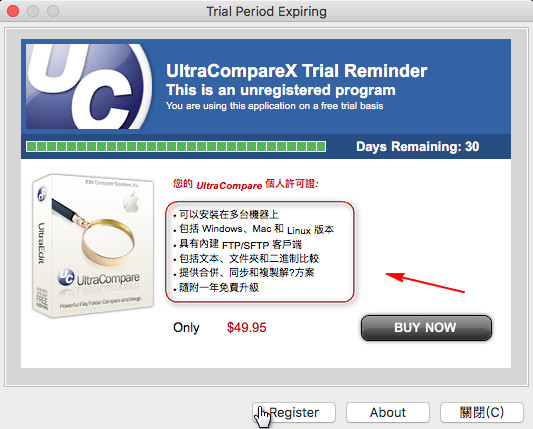 Trial Period Expiring
UC
UltraCompareX Trial Reminder
This is an unregistered program
You are using this application on a free trial basis
Days Remaining: 30
IDM Computer Solutions, Inc.
UltraEdit
UC UltraCompare
Powerful File/Folder Compare and Merge
您的 UltraCompare 個人許可證:
• 可以安裝在多台機器上
• 包括 Windows、Mac 和 Linux 版本
• 具有內建 FTP/SFTP 客戶端
• 包括文本、文件夾和二進制比較
• 提供合併、同步和複製解?方案
• 隨附一年免費升級
Only $49.95
BUY NOW
Register
About
關閉(C)